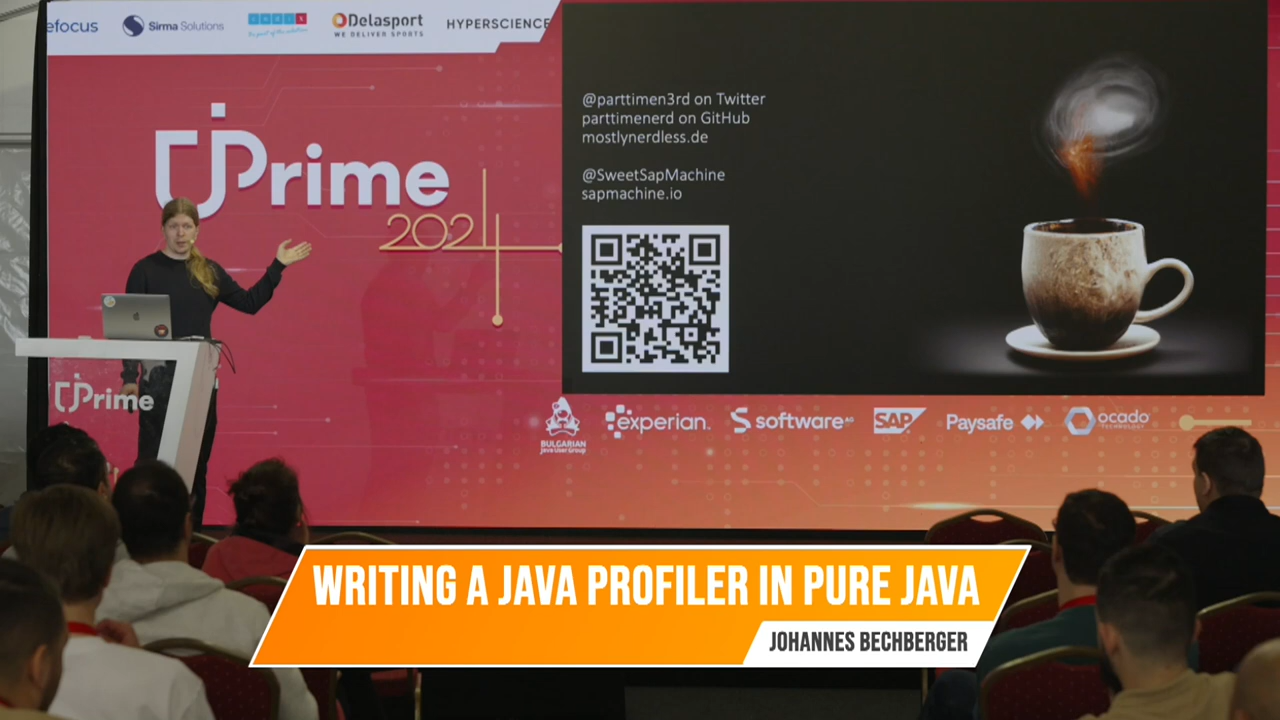 efocus
Sirma Solutions
Delasport
WE DELIVER SPORTS
HYPERSCIENCE
jPrime
2024
@parttimen3rd on Twitter
parttimenerd on GitHub
mostlynerdless.de
@SweetSapMachine
sapmachine.io
jPrime
BULGARIAN
Java User Group
experian.
software AG
SAP
Paysafe
ocado
TECHNOLOGY
WRITING A JAVA PROFILER IN PURE JAVA
JOHANNES BECHBERGER